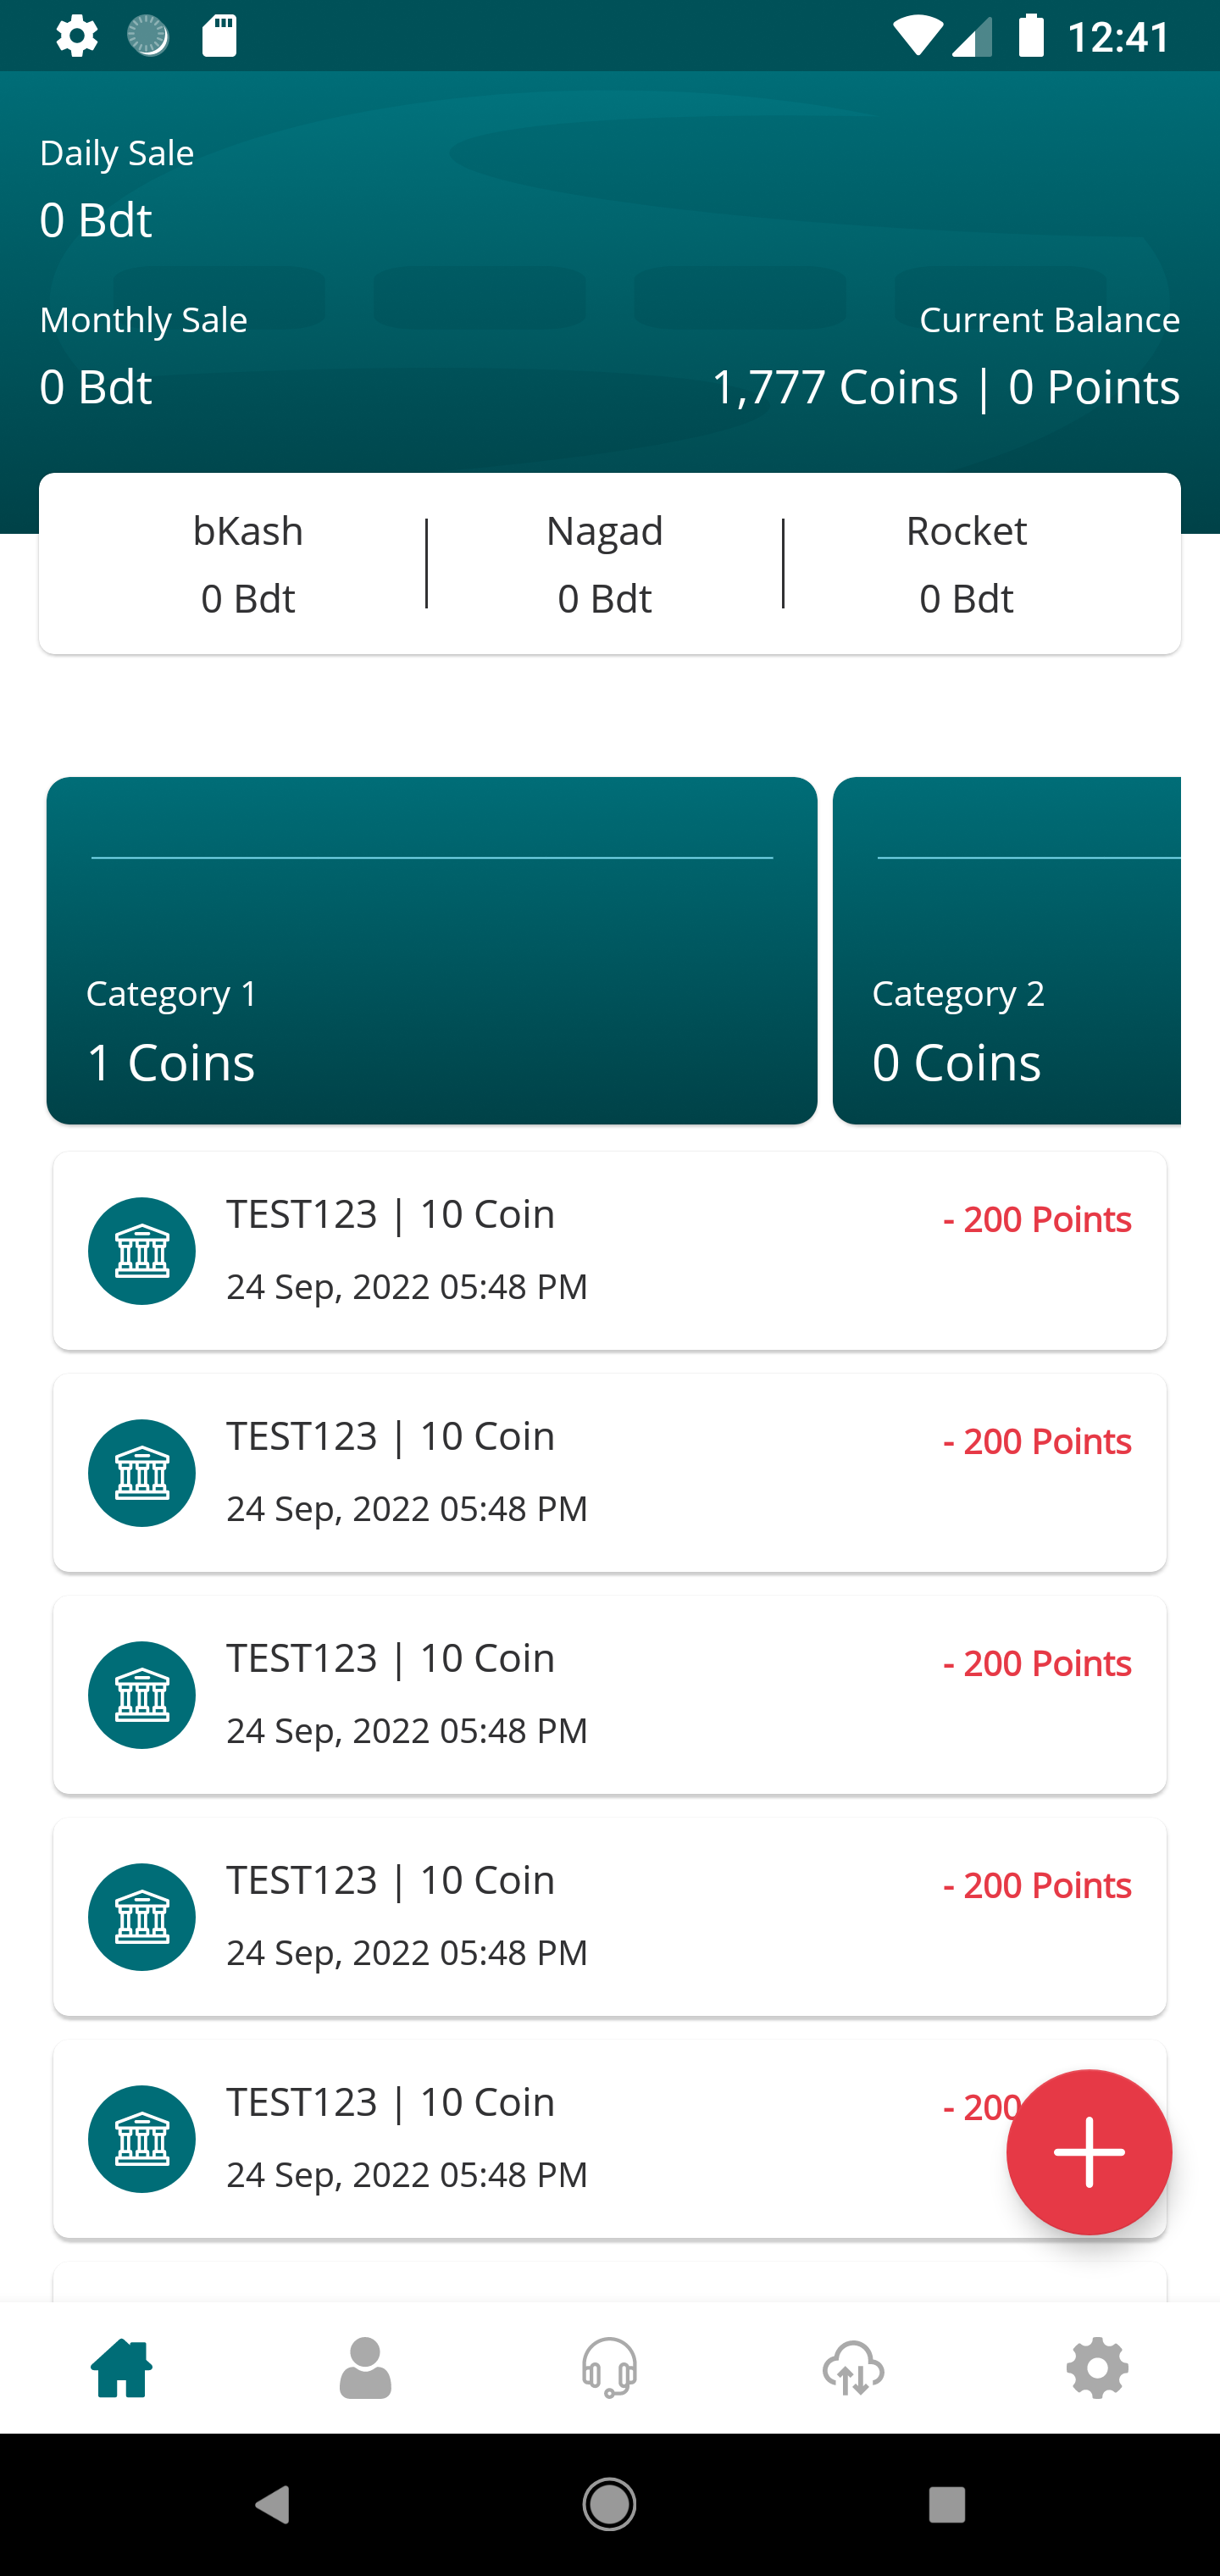 12:41
Daily Sale
0 Bdt
Monthly Sale
Current Balance
0 Bdt
1,777 Coins | 0 Points
bKash
Nagad
Rocket
0 Bdt
0 Bdt
0 Bdt
Category 1
Category 2
1 Coins
0 Coins
TEST123 | 10 Coin
- 200 Points
24 Sep, 2022 05:48 PM
TEST123 | 10 Coin
- 200 Points
24 Sep, 2022 05:48 PM
TEST123 | 10 Coin
- 200 Points
24 Sep, 2022 05:48 PM
TEST123 | 10 Coin
- 200 Points
24 Sep, 2022 05:48 PM
TEST123 | 10 Coin
- 200
24 Sep, 2022 05:48 PM